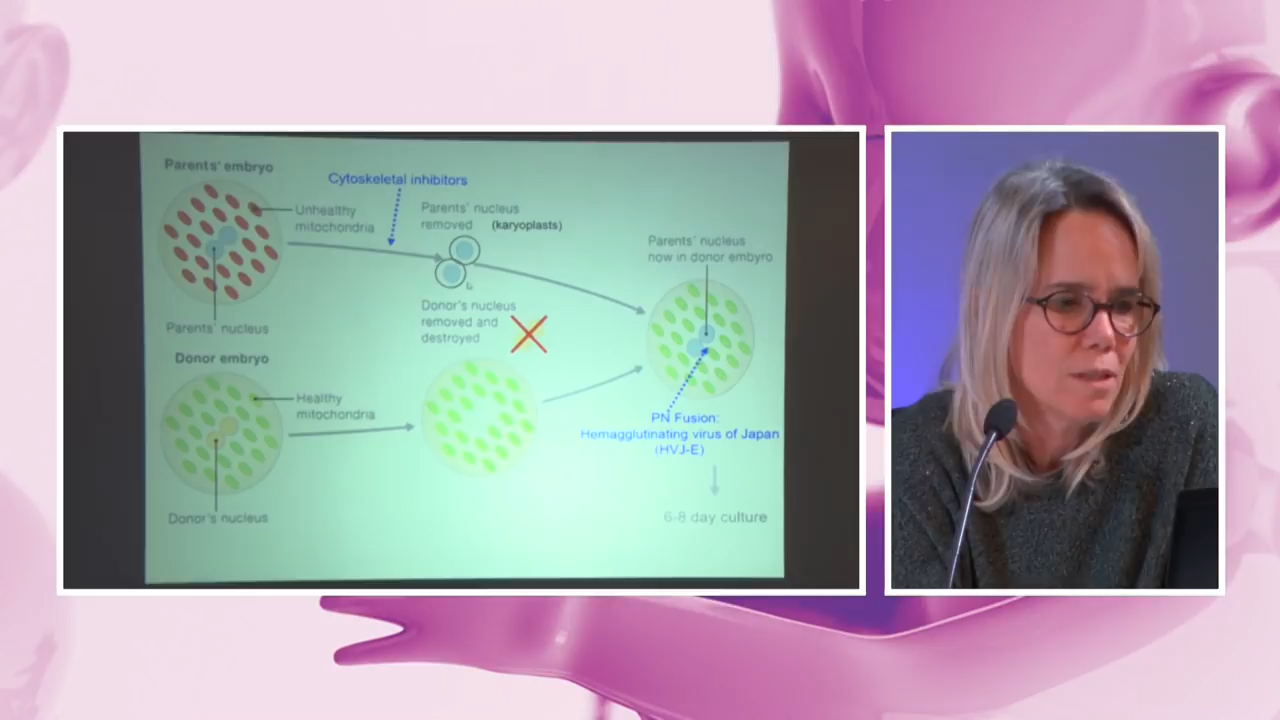 Parents' embryo
Cytoskeletal inhibitors
Unhealthy
mitochondria
Parents' nucleus
removed (karyoplasts)
Parents' nucleus
now in donor embyro
Parents' nucleus
Donor's nucleus
removed and
destroyed
Donor embryo
Healthy
mitochondria
PN Fusion:
Hemagglutinating virus of Japan
(HVJ-E)
Donor's nucleus
6-8 day culture